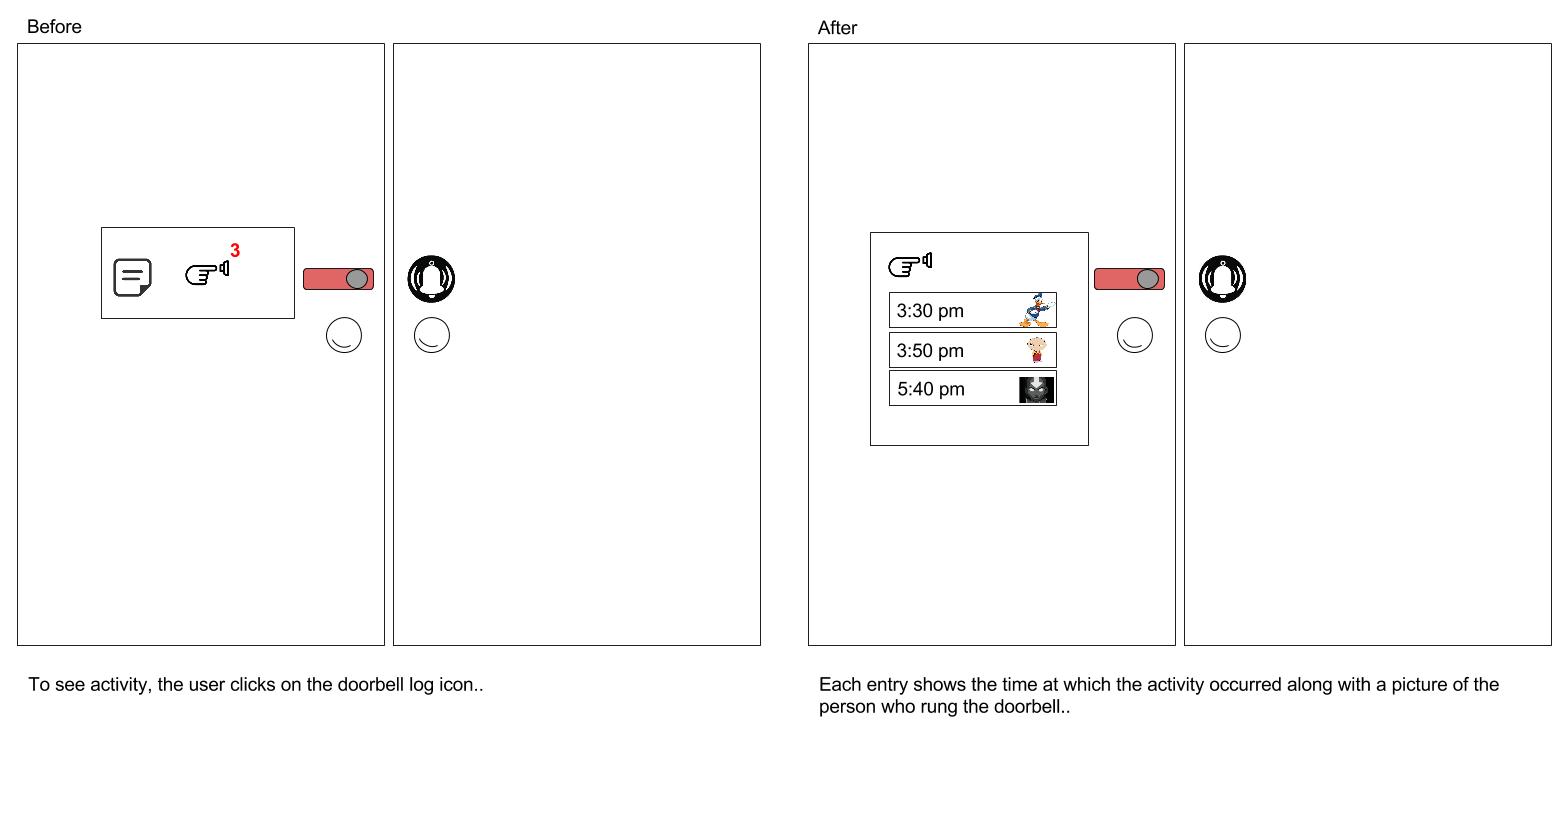 Before
After
3
3:30 pm
3:50 pm
5:40 pm
To see activity, the user clicks on the doorbell log icon..
Each entry shows the time at which the activity occurred along with a picture of the
person who rung the doorbell..